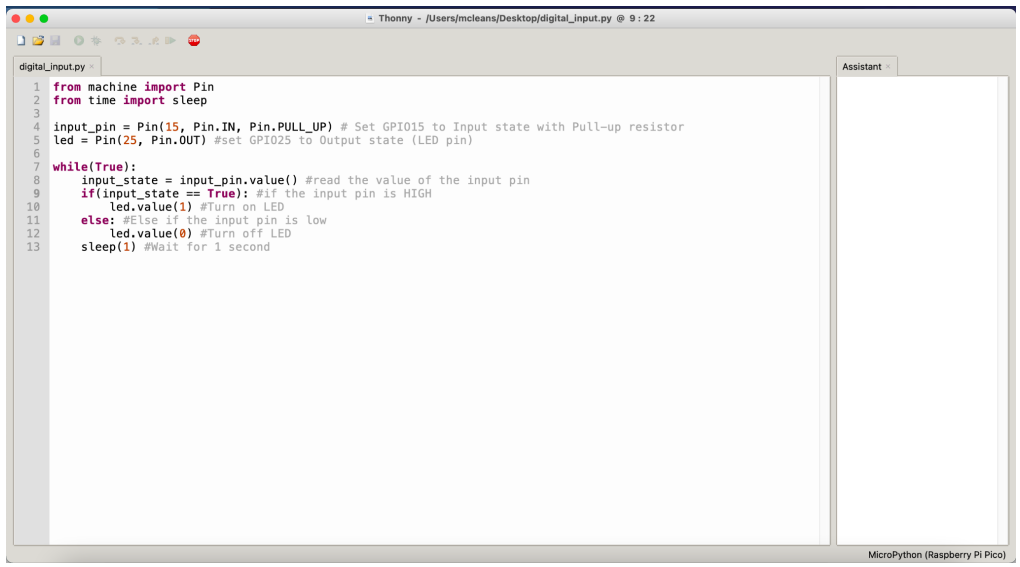 Thonny - /Users/mcleans/Desktop/digital_input.py @ 9 : 22
STOP
digital_input.py ×
Assistant ×
1 from machine import Pin
2 from time import sleep
3
4 input_pin = Pin(15, Pin.IN, Pin.PULL_UP) # Set GPIO15 to Input state with Pull-up resistor
5 led = Pin(25, Pin.OUT) #set GPIO25 to Output state (LED pin)
6
7 while(True):
8     input_state = input_pin.value() #read the value of the input pin
9     if(input_state == True): #if the input pin is HIGH
10         led.value(1) #Turn on LED
11     else: #Else if the input pin is low
12         led.value(0) #Turn off LED
13     sleep(1) #Wait for 1 second
MicroPython (Raspberry Pi Pico)